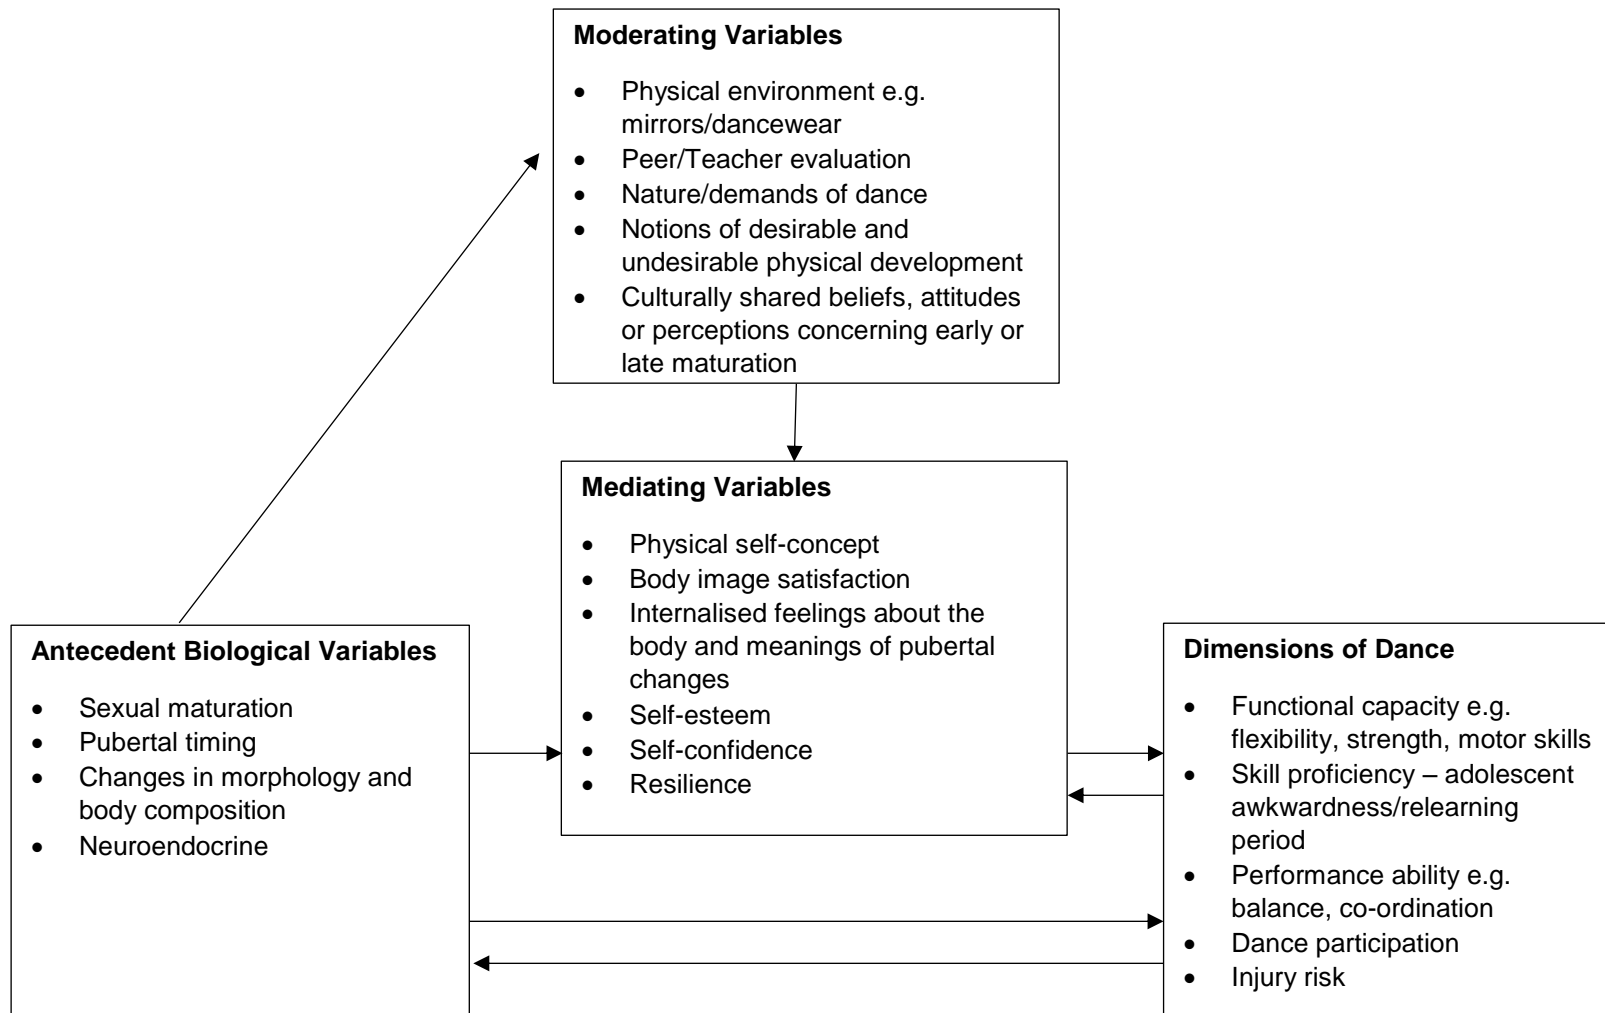 Moderating Variables
• Physical environment e.g.
mirrors/dancewear
• Peer/Teacher evaluation
• Nature/demands of dance
• Notions of desirable and
undesirable physical development
• Culturally shared beliefs, attitudes
or perceptions concerning early or
late maturation
Mediating Variables
• Physical self-concept
• Body image satisfaction
• Internalised feelings about the
body and meanings of pubertal
changes
• Self-esteem
• Self-confidence
• Resilience
Antecedent Biological Variables
• Sexual maturation
• Pubertal timing
• Changes in morphology and
body composition
• Neuroendocrine
Dimensions of Dance
• Functional capacity e.g.
flexibility, strength, motor skills
• Skill proficiency – adolescent
awkwardness/relearning
period
• Performance ability e.g.
balance, co-ordination
• Dance participation
• Injury risk